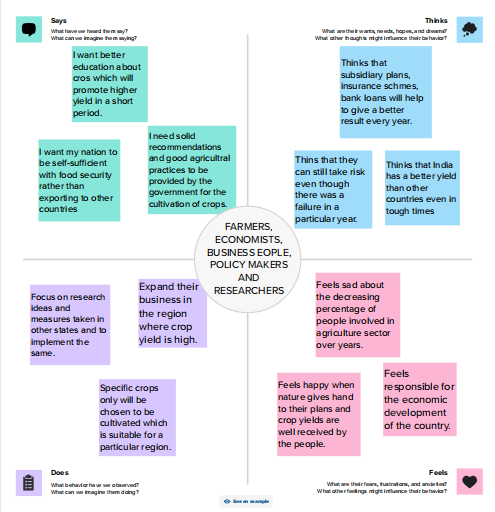 Says
What have we heard them say?
What can we imagine them saying?
I want better
education about
cros which will
promote higher
yield in a short
period.
I want my nation to
be self-sufficient
with food security
rather than
exporting to other
countries
I need solid
recommendations
and good agricultral
practices to be
provided by the
government for the
cultivation of crops.
Thinks
What are their wants, needs, hopes, and dreams?
What other thoughts might influence their behavior?
Thinks that
subsidiary plans,
insurance schmes,
bank loans will help
to give a better
result every year.
Thins that they
can still take risk
even though
there was a
failure in a
particular year.
Thinks that India
has a better yield
than other
countries even in
tough times
FARMERS,
ECONOMISTS,
BUSINESS EOPLE,
POLICY MAKERS
AND
RESEARCHERS
Focus on research
ideas and
measures taken in
other states and to
implement the
same.
Expand their
business in
the region
where crop
yield is high.
Specific crops
only will be
chosen to be
cultivated which
is suitable for a
particular region.
Does
What behavior have we observed?
What can we imagine them doing?
Feels sad about
the decreasing
percentage of
people involved in
agriculture sector
over years.
Feels happy when
nature gives hand
to their plans and
crop yields are
well received by
the people.
Feels
responsible for
the economic
development
of the country.
Feels
What are their fears, frustrations, and anxieties?
What other feelings might influence their behavior?
See an example